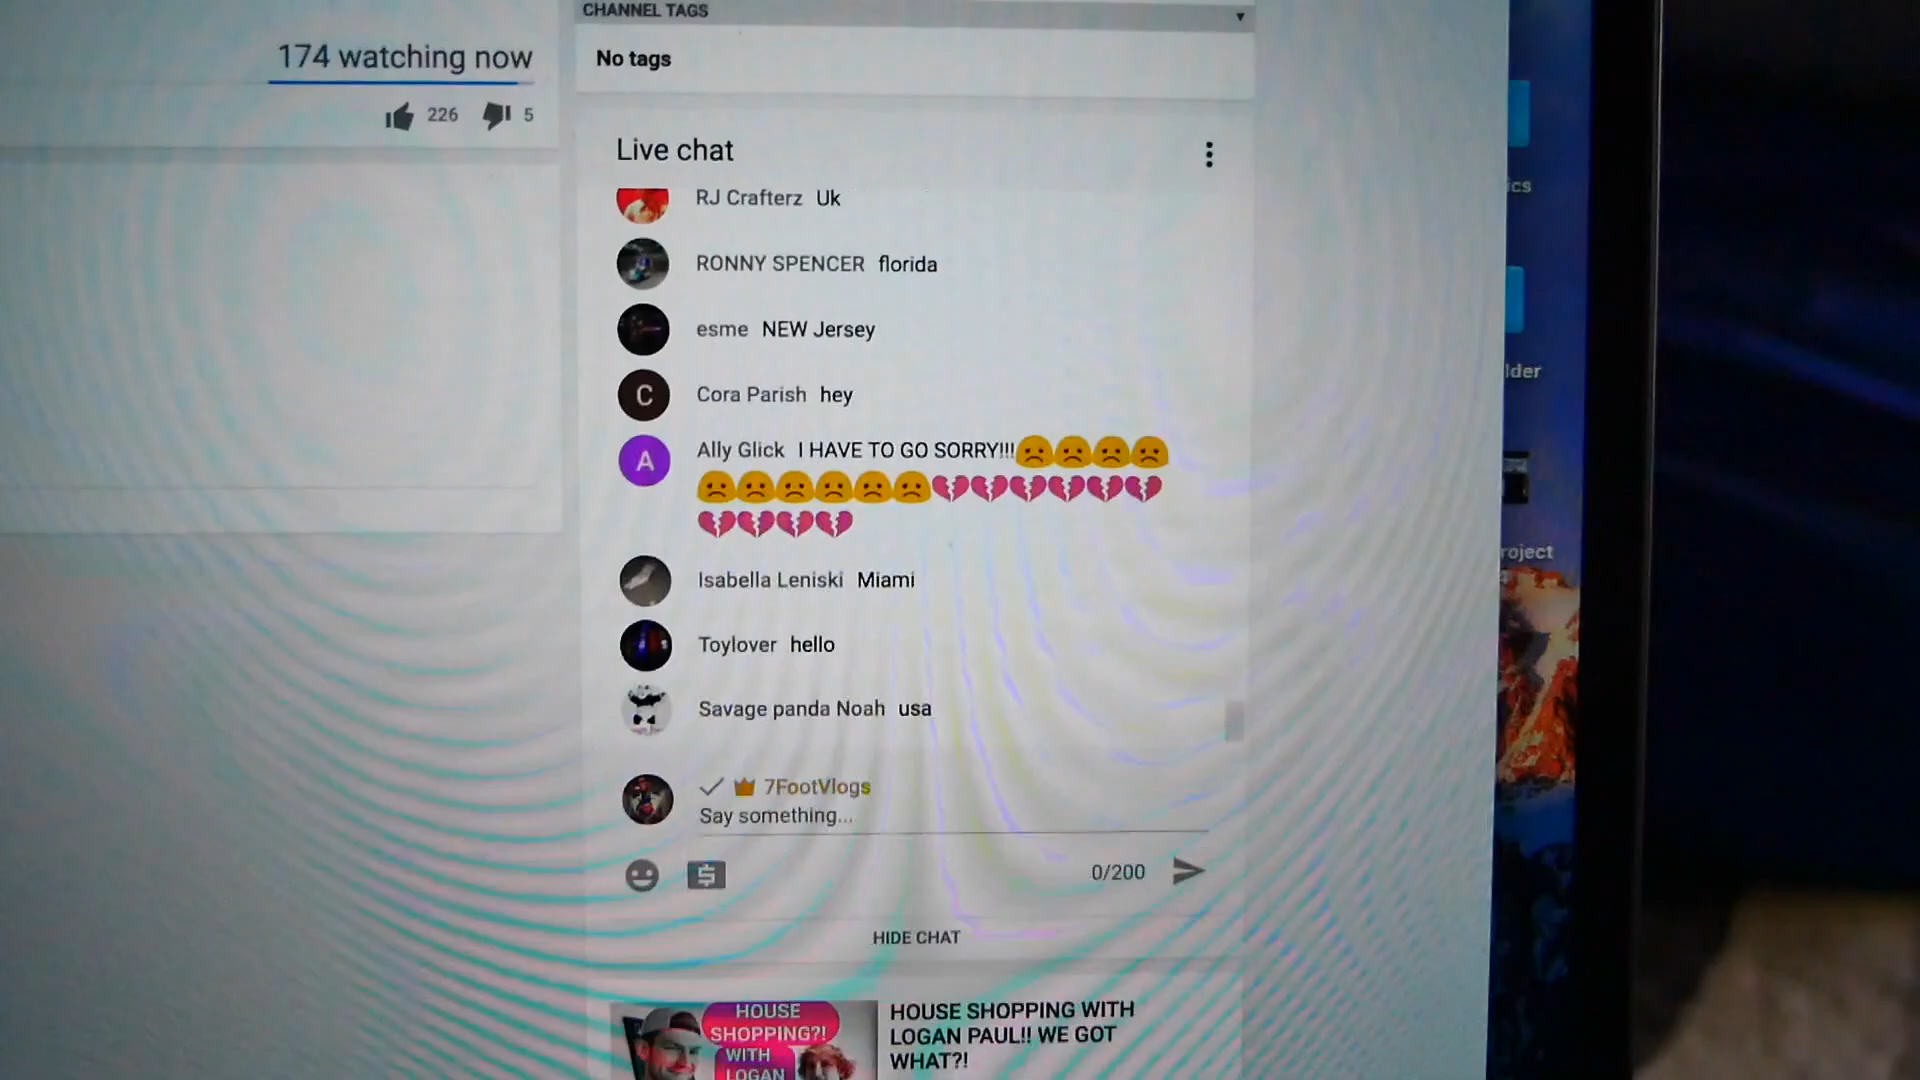 CHANNEL TAGS
174 watching now
No tags
226 5
Live chat
RJ Crafterz Uk
RONNY SPENCER florida
esme NEW Jersey
C Cora Parish hey
A Ally Glick I HAVE TO GO SORRY!!!☹️☹️☹️☹️
☹️☹️☹️☹️☹️☹️💔💔💔💔💔💔
💔💔💔💔
Isabella Leniski Miami
Toylover hello
Savage panda Noah usa
7FootVlogs
Say something...
0/200
HIDE CHAT
HOUSE
SHOPPING?!
WITH
LOGAN
HOUSE SHOPPING WITH
LOGAN PAUL!! WE GOT
WHAT?!
ics
lder
roject